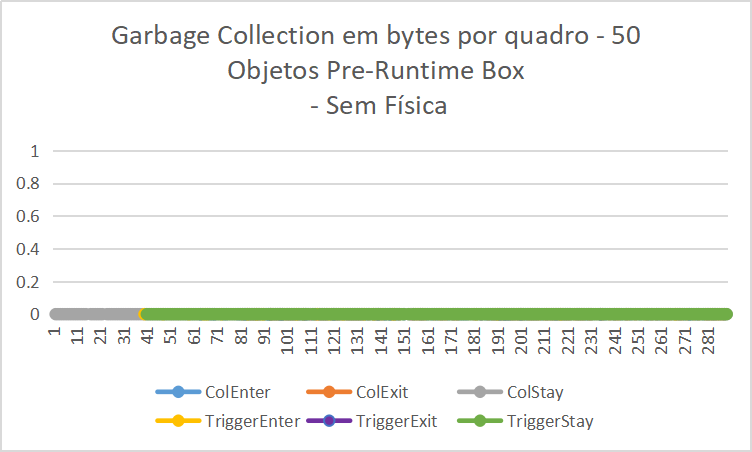 Garbage Collection em bytes por quadro - 50
Objetos Pre-Runtime Box
- Sem Física
1
0.8
0.6
0.4
0.2
0
1 11 21 31 41 51 61 71 81 91 101 111 121 131 141 151 161 171 181 191 201 211 221 231 241 251 261 271 281
ColEnter ColExit ColStay
TriggerEnter TriggerExit TriggerStay